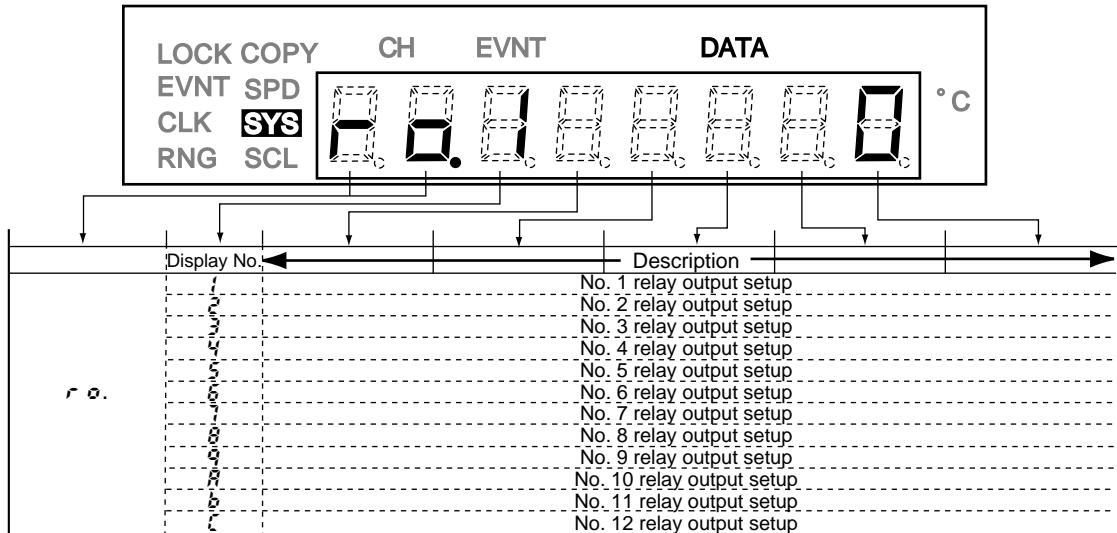 LOCK COPY CH EVNT DATA
EVNT SPD
CLK SYS
RNG SCL
ro.1 0 °C
Display No. Description
1 No. 1 relay output setup
2 No. 2 relay output setup
3 No. 3 relay output setup
4 No. 4 relay output setup
5 No. 5 relay output setup
ro. 6 No. 6 relay output setup
7 No. 7 relay output setup
8 No. 8 relay output setup
9 No. 9 relay output setup
A No. 10 relay output setup
b No. 11 relay output setup
C No. 12 relay output setup